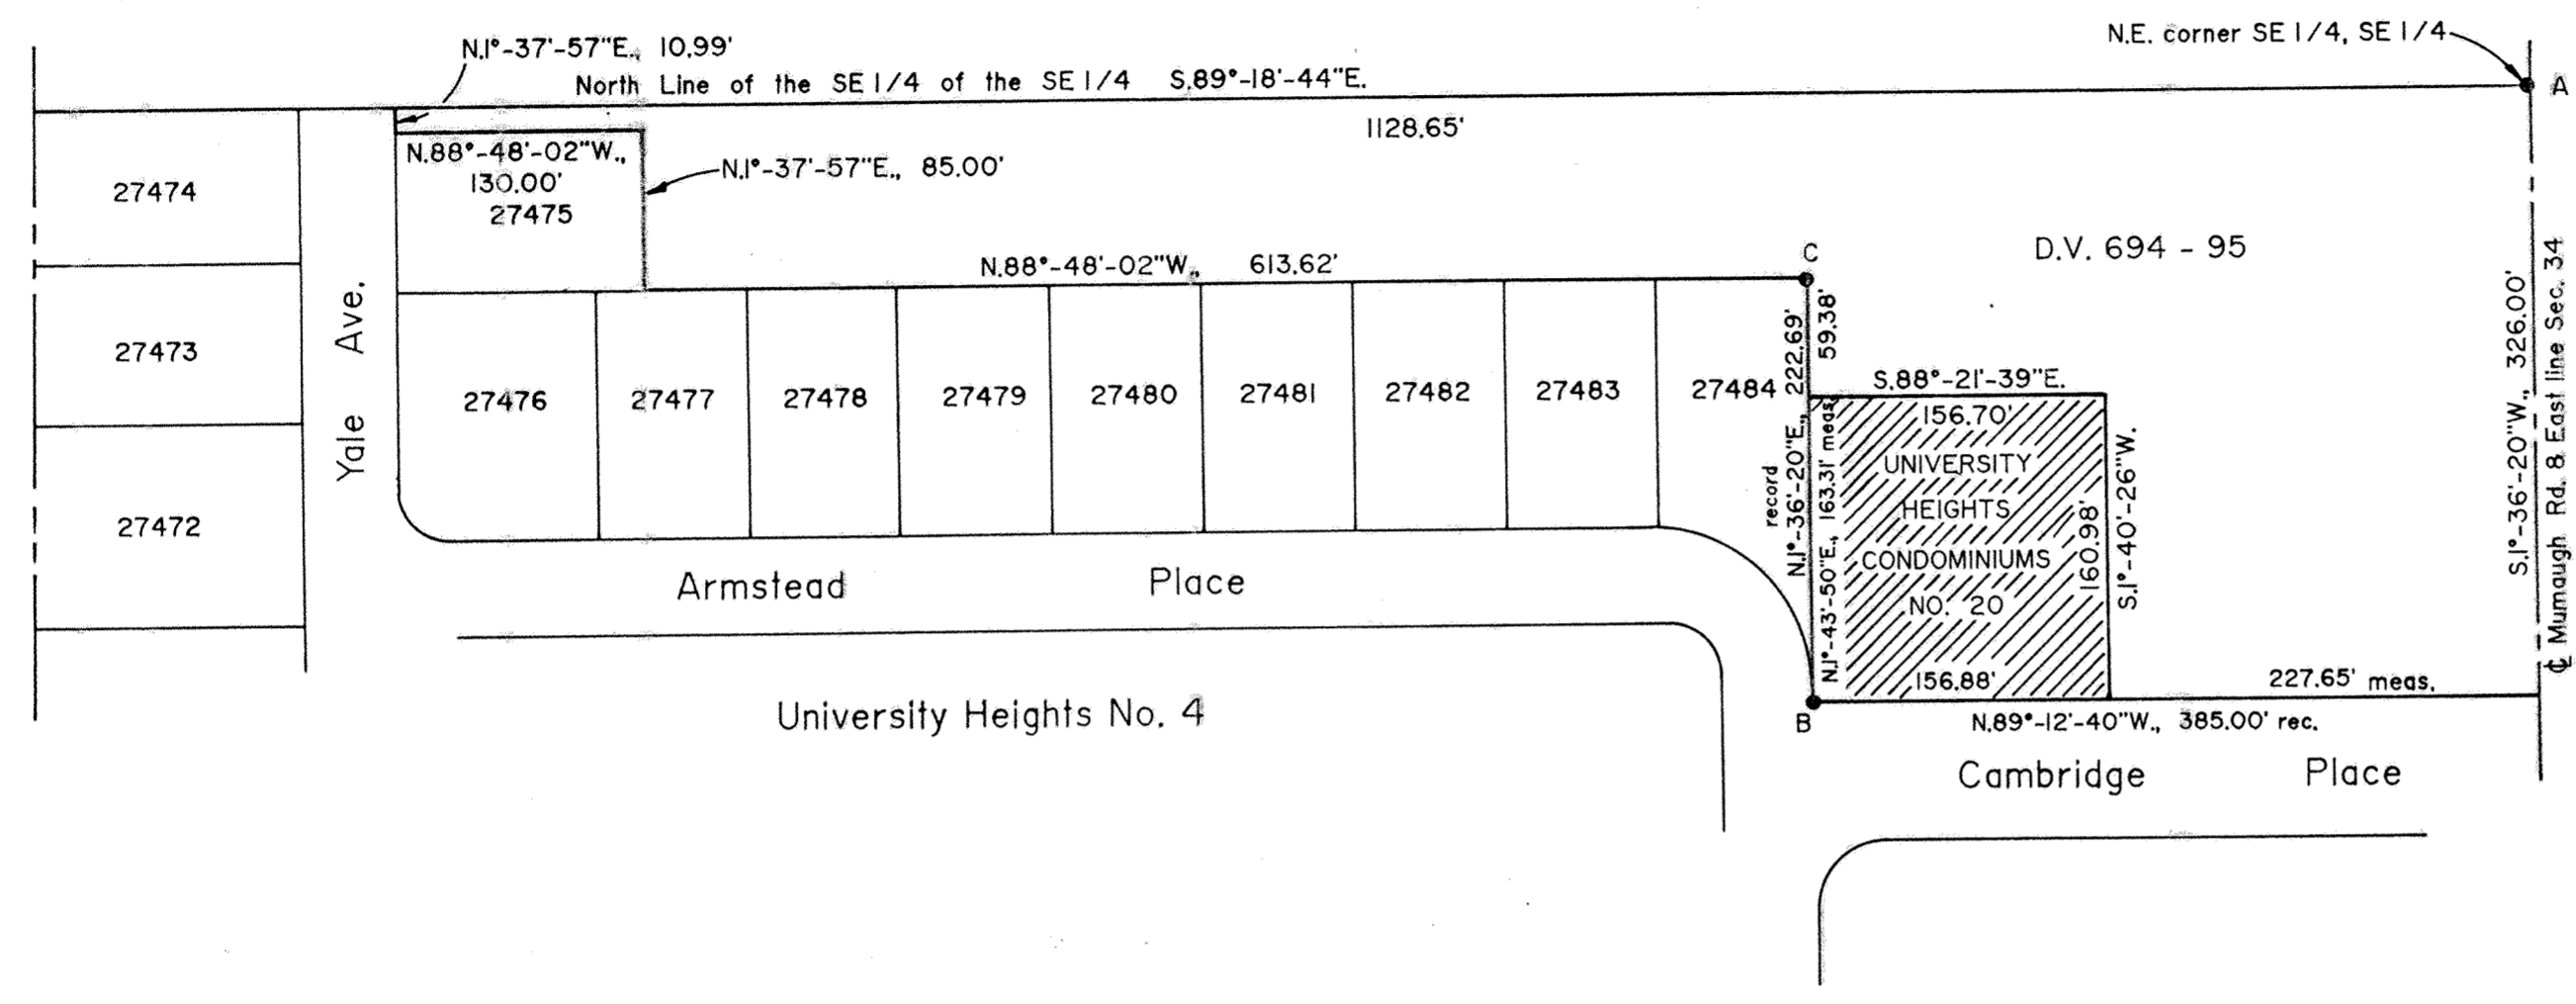 N.E. corner SE 1/4, SE 1/4
N.1°-37'-57"E., 10.99'
North Line of the SE 1/4 of the SE 1/4 S.89°-18'-44"E.
A
1128.65'
N.88°-48'-02"W.,
130.00'
27475
N.1°-37'-57"E., 85.00'
27474
D.V. 694 - 95
C
N.88°-48'-02"W., 613.62'
27473
Yale Ave.
27476
27477
27478
27479
27480
27481
27482
27483
27484
record
N.1°-36'-20"E., 222.69'
59.38'
N.1°-43'-50"E., 163.31' meas.
S.88°-21'-39"E.
156.70'
UNIVERSITY
HEIGHTS
CONDOMINIUMS
NO. 20
156.88'
160.98'
S.1°-40'-26"W.
S.1°-36'-20"W., 326.00'
℄ Mumaugh Rd. & East line Sec. 34
27472
Armstead Place
227.65' meas.
University Heights No. 4
B
N.89°-12'-40"W., 385.00' rec.
Cambridge Place